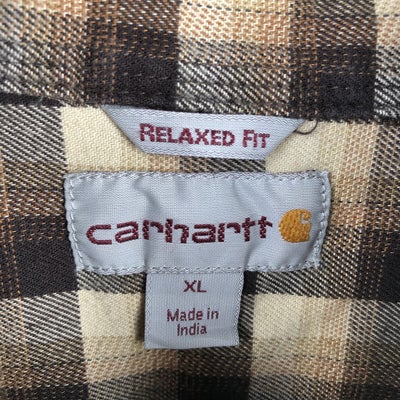 RELAXED FIT
carhartt
XL
Made in
India